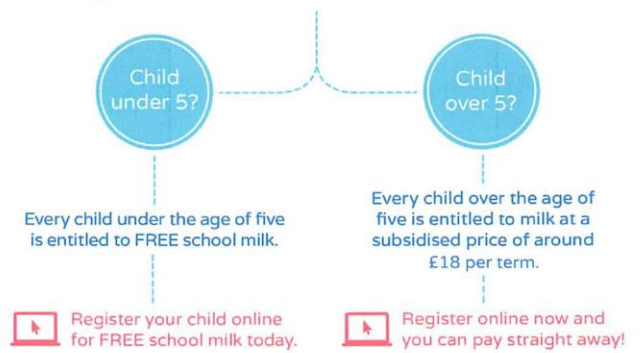 Child
under 5?
Child
over 5?
Every child under the age of five
is entitled to FREE school milk.
Every child over the age of
five is entitled to milk at a
subsidised price of around
£18 per term.
Register your child online
for FREE school milk today.
Register online now and
you can pay straight away!